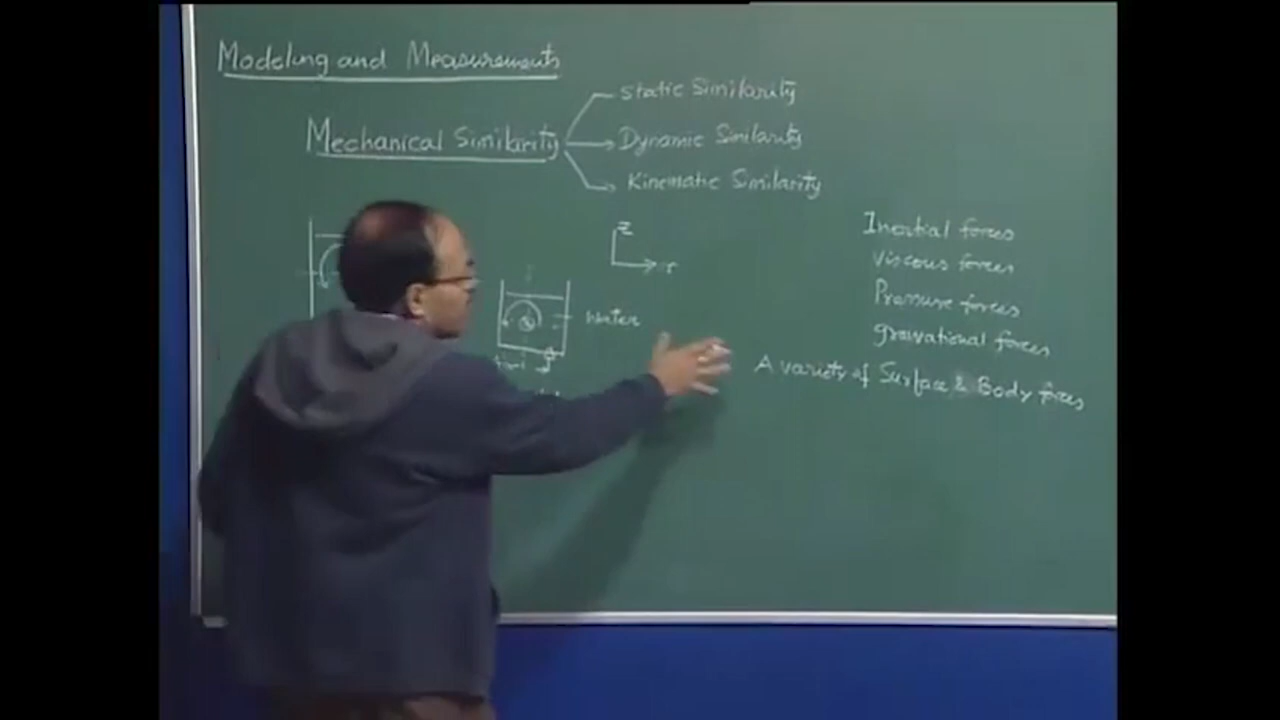 Modeling and Measurements
Mechanical Similarity
Static Similarity
Dynamic Similarity
Kinematic Similarity
z
r
Water
Inertial forces
Viscous forces
Pressure forces
gravational forces
A variety of Surface & Body forces